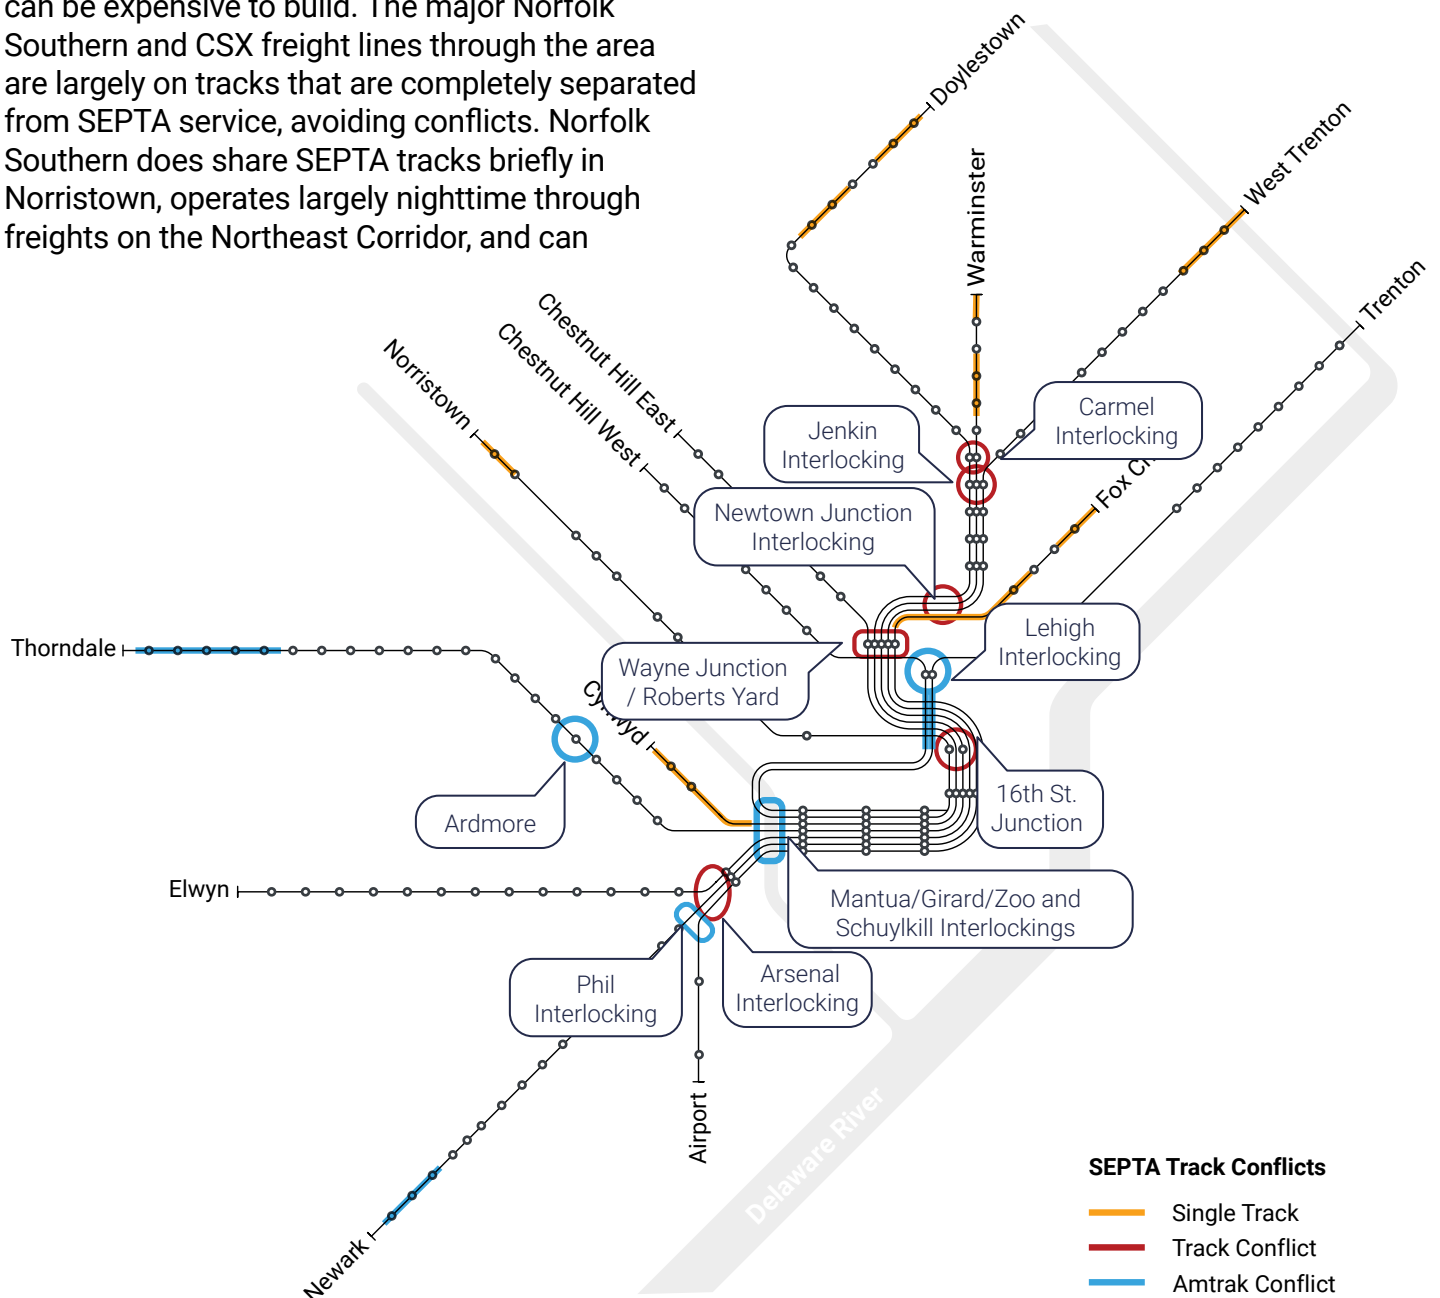 can be expensive to build. The major Norfolk
Southern and CSX freight lines through the area
are largely on tracks that are completely separated
from SEPTA service, avoiding conflicts. Norfolk
Southern does share SEPTA tracks briefly in
Norristown, operates largely nighttime through
freights on the Northeast Corridor, and can
Doylestown
Warminster
West Trenton
Trenton
Chestnut Hill East
Chestnut Hill West
Norristown
Carmel
Interlocking
Jenkin
Interlocking
Fox
Newtown Junction
Interlocking
Lehigh
Interlocking
Thorndale
Wayne Junction
/ Roberts Yard
Ardmore
16th St.
Junction
Elwyn
Mantua/Girard/Zoo and
Schuylkill Interlockings
Phil
Interlocking
Arsenal
Interlocking
Airport
Delaware River
Newark
SEPTA Track Conflicts
Single Track
Track Conflict
Amtrak Conflict